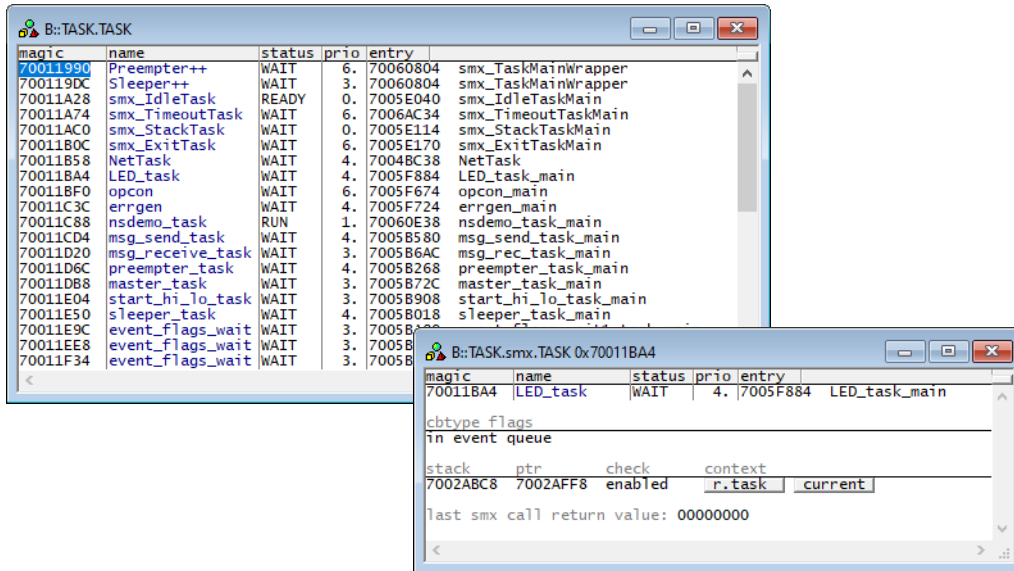 B::TASK.TASK
magic name status prio entry
70011990 Preempter++ WAIT 6. 70060804 smx_TaskMainWrapper
700119DC Sleeper++ WAIT 3. 70060804 smx_TaskMainWrapper
70011A28 smx_IdleTask READY 0. 7005E040 smx_IdleTaskMain
70011A74 smx_TimeoutTask WAIT 6. 7006AC34 smx_TimeoutTaskMain
70011AC0 smx_StackTask WAIT 0. 7005E114 smx_StackTaskMain
70011B0C smx_ExitTask WAIT 6. 7005E170 smx_ExitTaskMain
70011B58 NetTask WAIT 4. 7004BC38 NetTask
70011BA4 LED_task WAIT 4. 7005F884 LED_task_main
70011BF0 opcon WAIT 6. 7005F674 opcon_main
70011C3C errgen WAIT 4. 7005F724 errgen_main
70011C88 nsdemo_task RUN 1. 70060E38 nsdemo_task_main
70011CD4 msg_send_task WAIT 4. 7005B580 msg_send_task_main
70011D20 msg_receive_task WAIT 3. 7005B6AC msg_rec_task_main
70011D6C preempter_task WAIT 4. 7005B268 preempter_task_main
70011DB8 master_task WAIT 3. 7005B72C master_task_main
70011E04 start_hi_lo_task WAIT 3. 7005B908 start_hi_lo_task_main
70011E50 sleeper_task WAIT 4. 7005B018 sleeper_task_main
70011E9C event_flags_wait WAIT 3.
70011EE8 event_flags_wait WAIT 3. 7005B
70011F34 event_flags_wait WAIT 3. 7005B
B::TASK.smx.TASK 0x70011BA4
magic name status prio entry
70011BA4 LED_task WAIT 4. 7005F884 LED_task_main
cbtype flags
in event queue
stack ptr check context
7002ABC8 7002AFF8 enabled r.task current
last smx call return value: 00000000